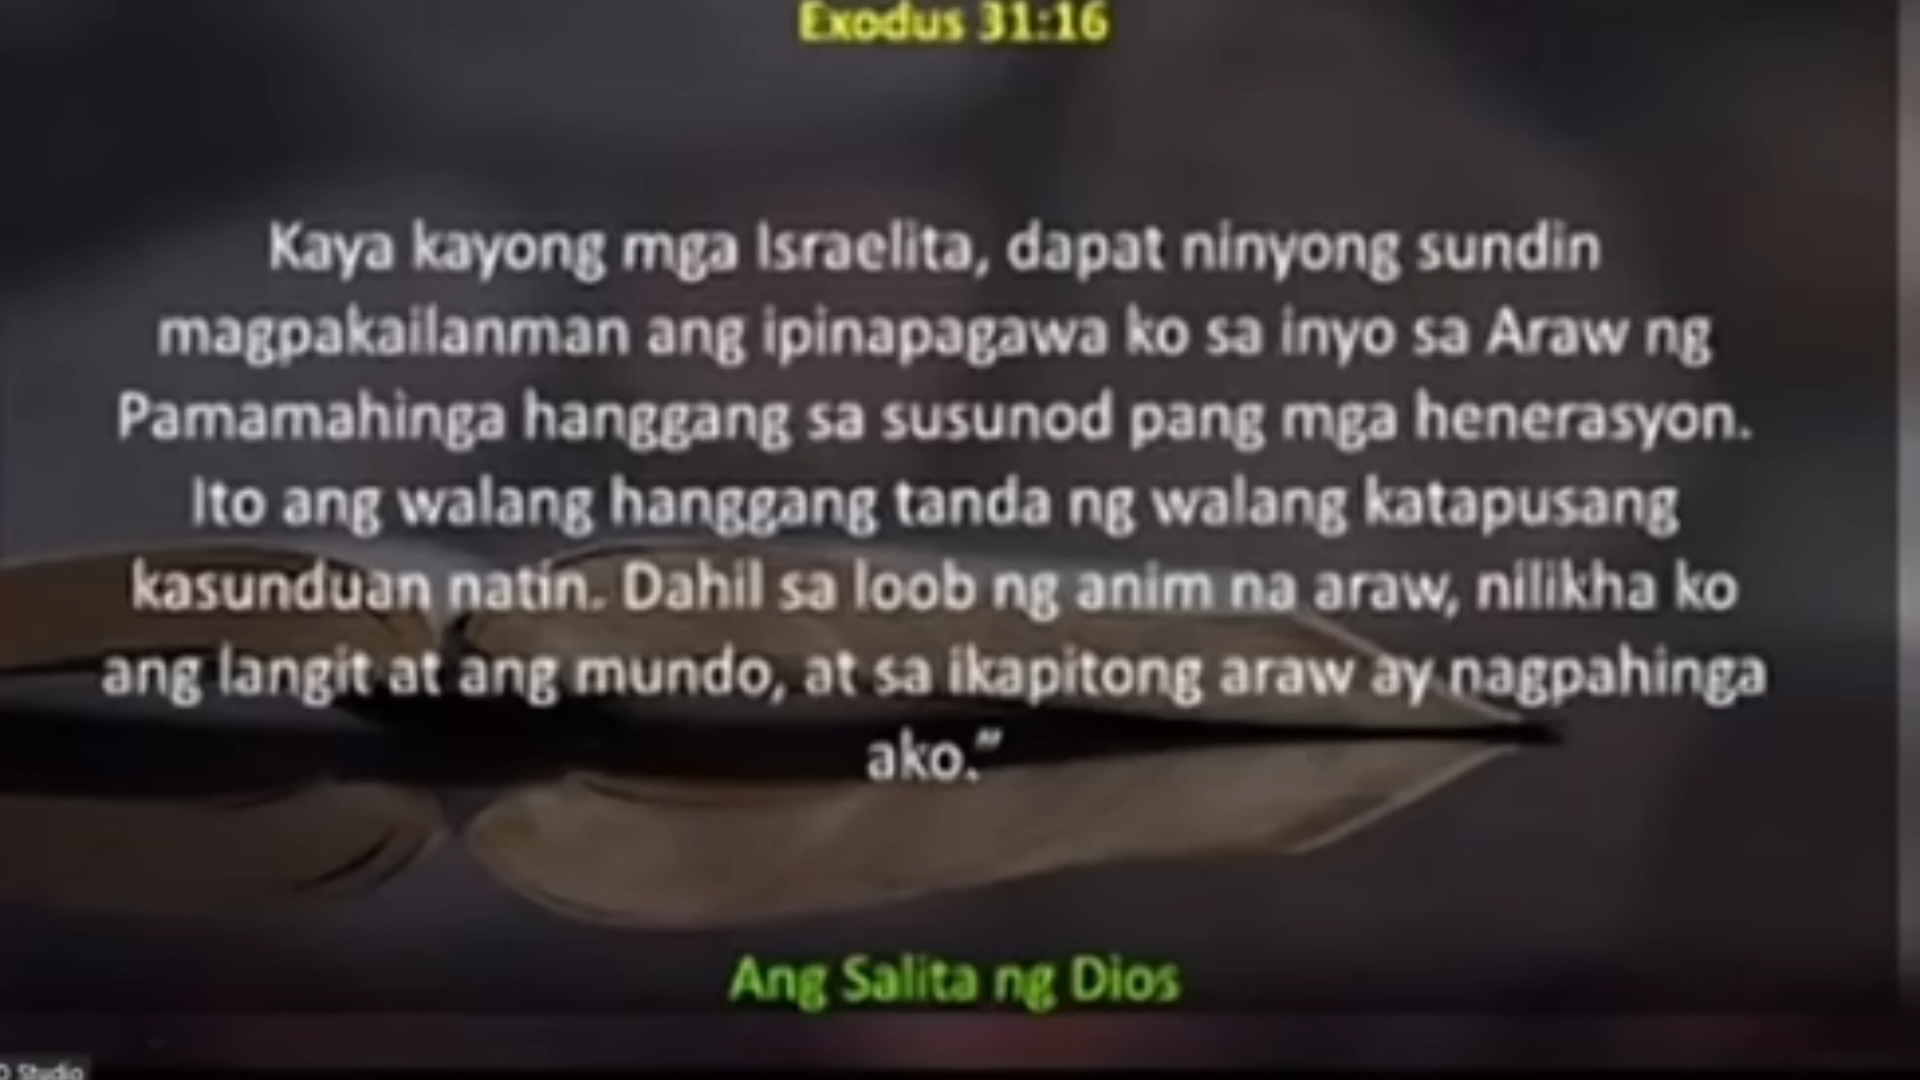 Exodus 31:16
Kaya kayong mga Israelita, dapat ninyong sundin
magpakailanman ang ipinapagawa ko sa inyo sa Araw ng
Pamamahinga hanggang sa susunod pang mga henerasyon.
Ito ang walang hanggang tanda ng walang katapusang
kasunduan natin. Dahil sa loob ng anim na araw, nilikha ko
ang langit at ang mundo, at sa ikapitong araw ay nagpahinga
ako.”
Ang Salita ng Dios
Studio